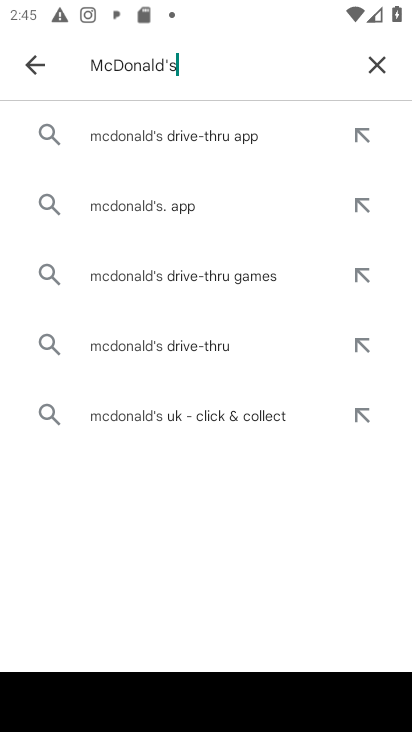 2:45
McDonald's
mcdonald's drive-thru app
mcdonald's. app
mcdonald's drive-thru games
mcdonald's drive-thru
mcdonald's uk - click & collect